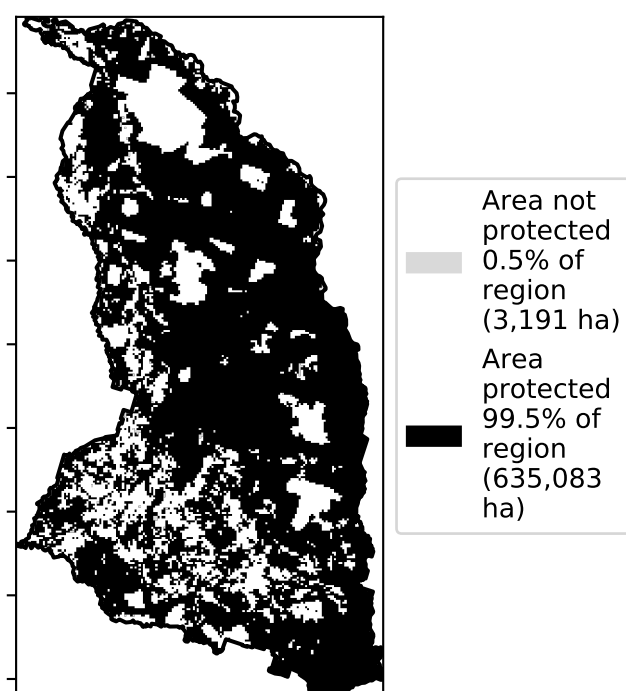 Area not
protected
0.5% of
region
(3,191 ha)
Area
protected
99.5% of
region
(635,083
ha)